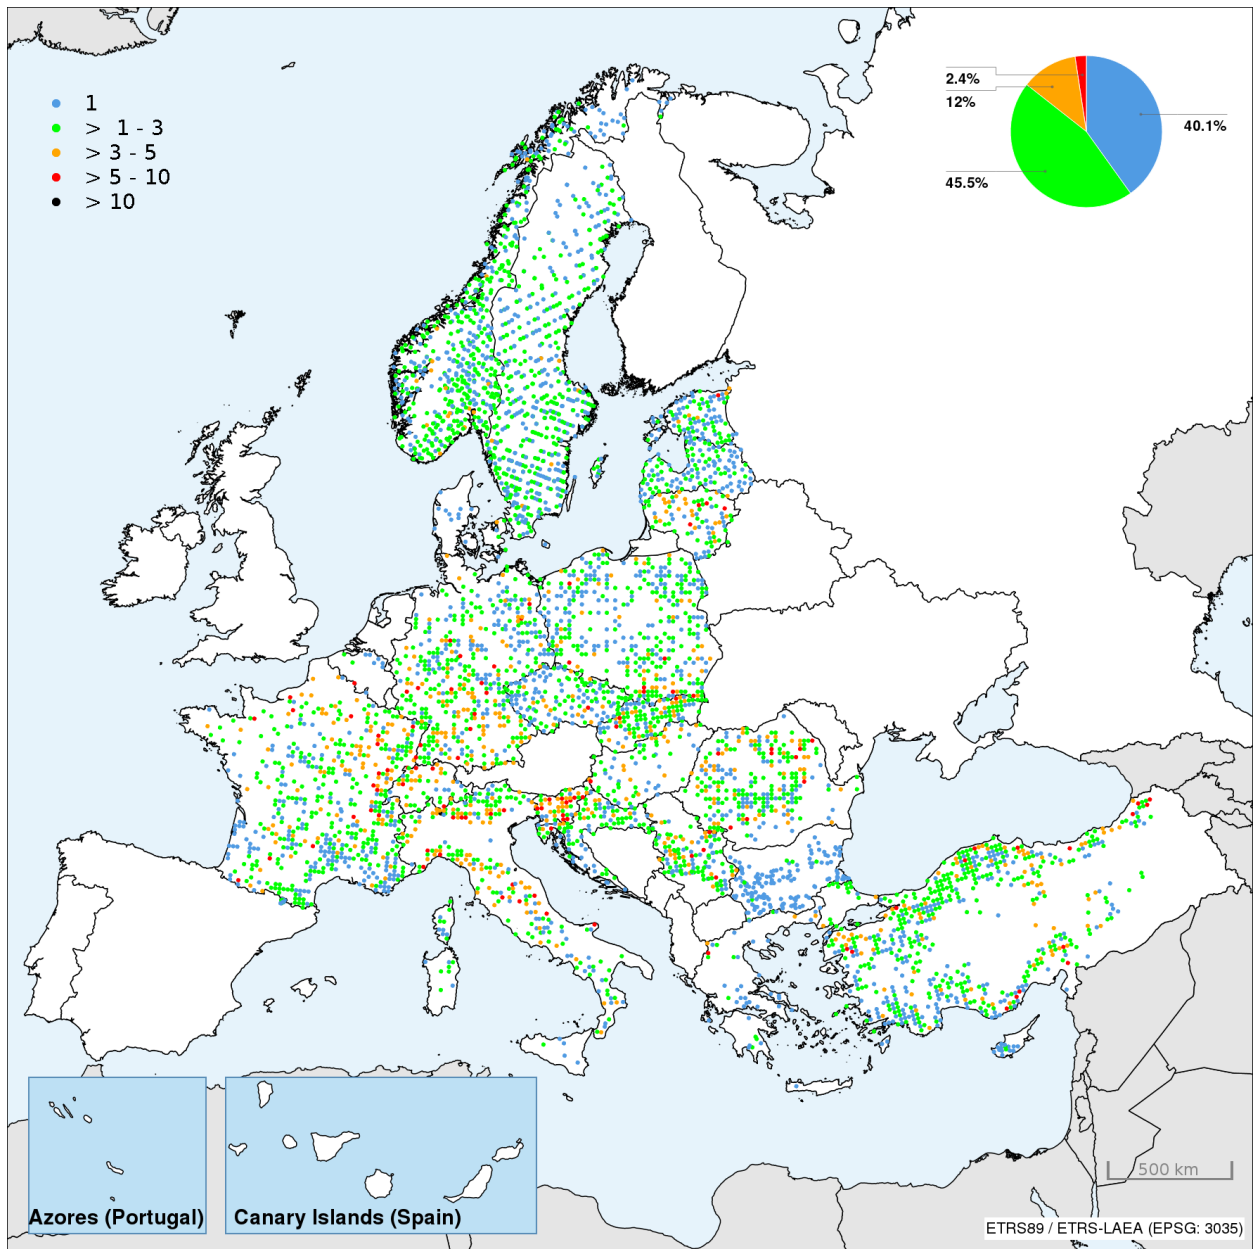 1
> 1 - 3
> 3 - 5
> 5 - 10
> 10
2.4%
12%
40.1%
45.5%
500 km
Azores (Portugal)
Canary Islands (Spain)
ETRS89 / ETRS-LAEA (EPSG: 3035)